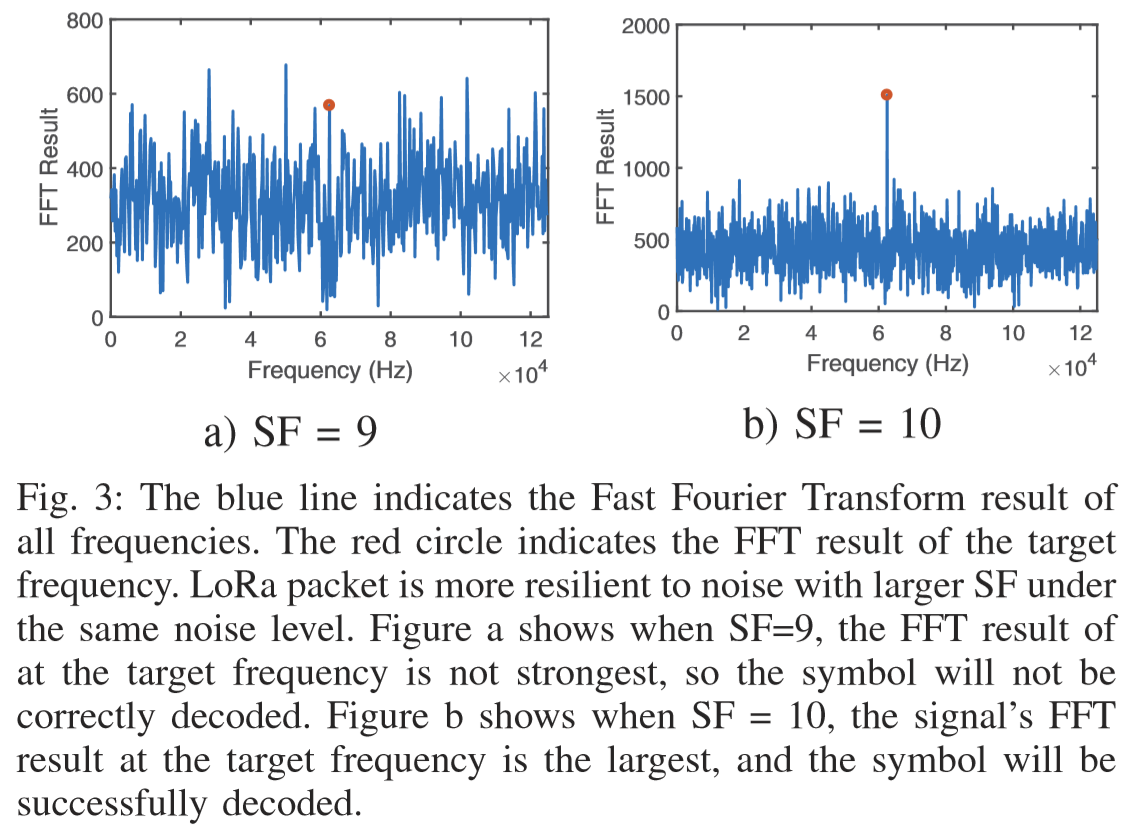 800
600
400
200
0
FFT Result
0 2 4 6 8 10 12
Frequency (Hz)
×10⁴
2000
1500
1000
500
0
FFT Result
0 2 4 6 8 10 12
Frequency (Hz)
×10⁴
a) SF = 9
b) SF = 10
Fig. 3: The blue line indicates the Fast Fourier Transform result of
all frequencies. The red circle indicates the FFT result of the target
frequency. LoRa packet is more resilient to noise with larger SF under
the same noise level. Figure a shows when SF=9, the FFT result of
at the target frequency is not strongest, so the symbol will not be
correctly decoded. Figure b shows when SF = 10, the signal's FFT
result at the target frequency is the largest, and the symbol will be
successfully decoded.